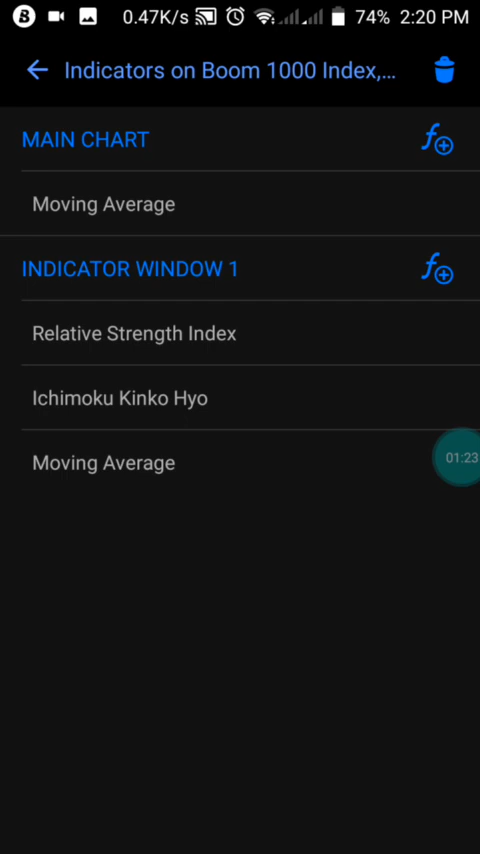 B 0.47K/s 74% 2:20 PM
Indicators on Boom 1000 Index,...
MAIN CHART
Moving Average
INDICATOR WINDOW 1
Relative Strength Index
Ichimoku Kinko Hyo
Moving Average
01:23